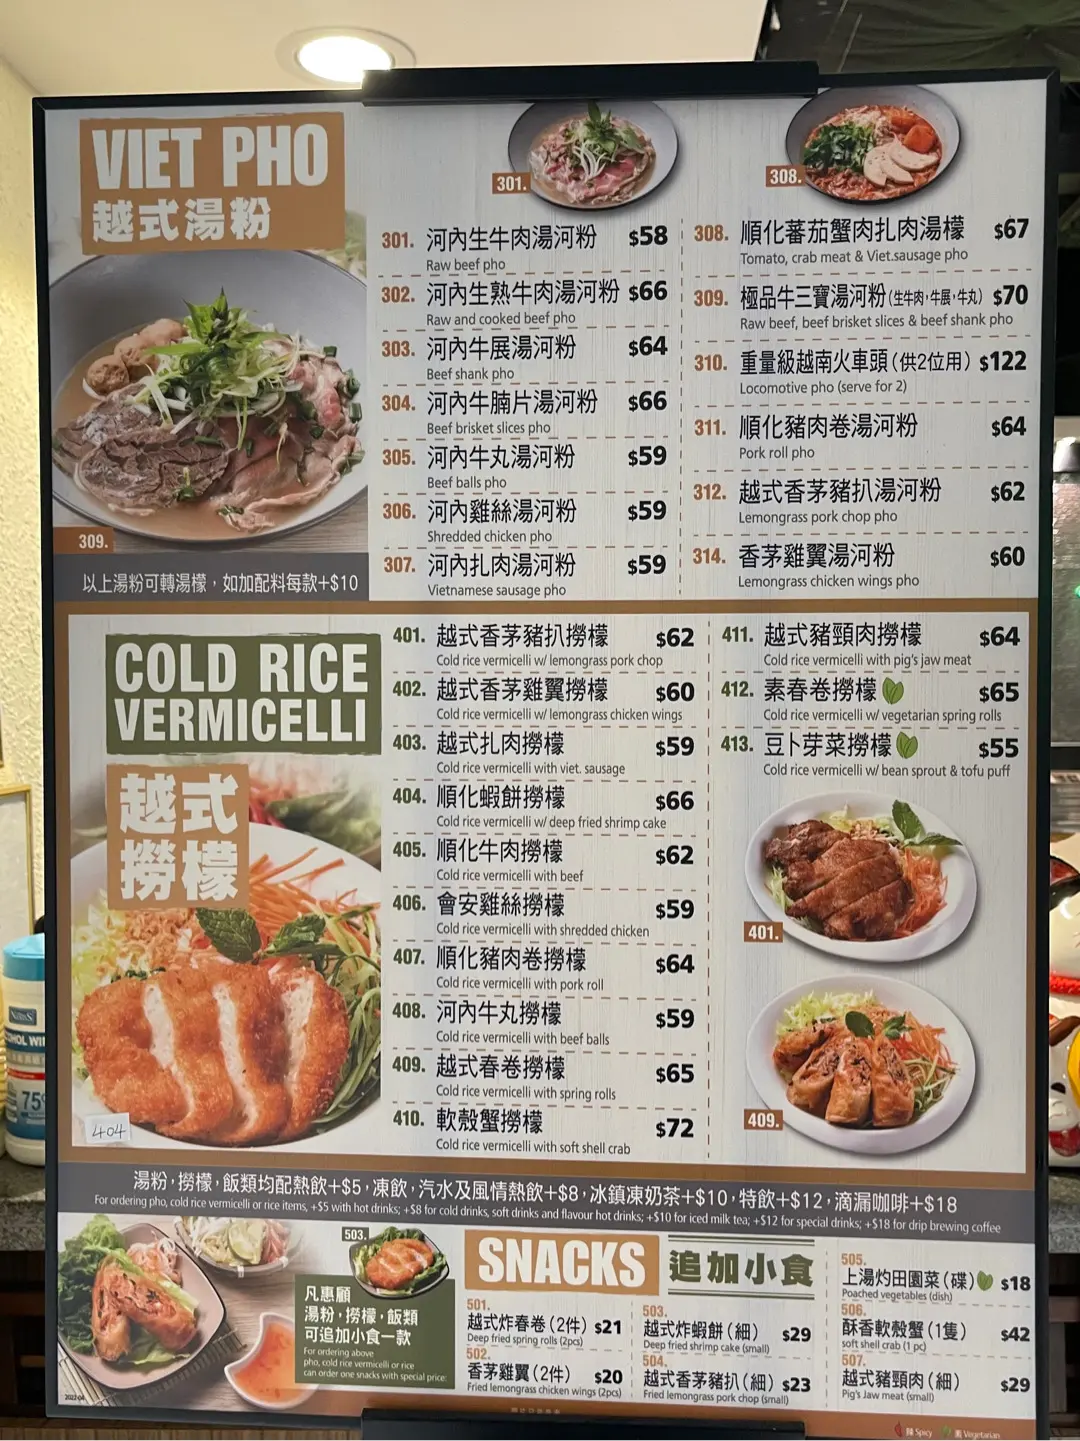 VIET PHO
越式湯粉
301.
308.
301. 河內生牛肉湯河粉 $58
Raw beef pho
302. 河內生熟牛肉湯河粉 $66
Raw and cooked beef pho
303. 河內牛展湯河粉 $64
Beef shank pho
304. 河內牛腩片湯河粉 $66
Beef brisket slices pho
305. 河內牛丸湯河粉 $59
Beef balls pho
306. 河內雞絲湯河粉 $59
Shredded chicken pho
307. 河內扎肉湯河粉 $59
Vietnamese sausage pho
308. 順化蕃茄蟹肉扎肉湯檬 $67
Tomato, crab meat & Viet.sausage pho
309. 極品牛三寶湯河粉(生牛肉,牛展,牛丸) $70
Raw beef, beef brisket slices & beef shank pho
310. 重量級越南火車頭(供2位用) $122
Locomotive pho (serve for 2)
311. 順化豬肉卷湯河粉 $64
Pork roll pho
312. 越式香茅豬扒湯河粉 $62
Lemongrass pork chop pho
314. 香茅雞翼湯河粉 $60
Lemongrass chicken wings pho
309.
以上湯粉可轉湯檬,如加配料每款+$10
COLD RICE
VERMICELLI
越式
撈檬
404
401. 越式香茅豬扒撈檬 $62
Cold rice vermicelli w/ lemongrass pork chop
402. 越式香茅雞翼撈檬 $60
Cold rice vermicelli w/ lemongrass chicken wings
403. 越式扎肉撈檬 $59
Cold rice vermicelli with viet. sausage
404. 順化蝦餅撈檬 $66
Cold rice vermicelli w/ deep fried shrimp cake
405. 順化牛肉撈檬 $62
Cold rice vermicelli with beef
406. 會安雞絲撈檬 $59
Cold rice vermicelli with shredded chicken
407. 順化豬肉卷撈檬 $64
Cold rice vermicelli with pork roll
408. 河內牛丸撈檬 $59
Cold rice vermicelli with beef balls
409. 越式春卷撈檬 $65
Cold rice vermicelli with spring rolls
410. 軟殼蟹撈檬 $72
Cold rice vermicelli with soft shell crab
411. 越式豬頸肉撈檬 $64
Cold rice vermicelli with pig's jaw meat
412. 素春卷撈檬 $65
Cold rice vermicelli w/ vegetarian spring rolls
413. 豆卜芽菜撈檬 $55
Cold rice vermicelli w/ bean sprout & tofu puff
401.
409.
湯粉,撈檬,飯類均配熱飲+$5,凍飲,汽水及風情熱飲+$8,冰鎮凍奶茶+$10,特飲+$12,滴漏咖啡+$18
For ordering pho, cold rice vermicelli or rice items, +$5 with hot drinks; +$8 for cold drinks, soft drinks and flavour hot drinks; +$10 for iced milk tea; +$12 for special drinks; +$18 for drip brewing coffee
503.
凡惠顧
湯粉,撈檬,飯類
可追加小食一款
For ordering above
pho, cold rice vermicelli or rice
can order one snacks with special price:
SNACKS 追加小食
501.
越式炸春卷(2件) $21
Deep fried spring rolls (2pcs)
502.
香茅雞翼(2件) $20
Fried lemongrass chicken wings (2pcs)
503.
越式炸蝦餅(細) $29
Deep fried shrimp cake (small)
504.
越式香茅豬扒(細) $23
Fried lemongrass pork chop (small)
505.
上湯灼田園菜(碟) $18
Poached vegetables (dish)
506.
酥香軟殼蟹(1隻) $42
soft shell crab (1 pc)
507.
越式豬頸肉(細) $29
Pig's Jaw meat (small)
辣 Spicy 素 Vegetarian